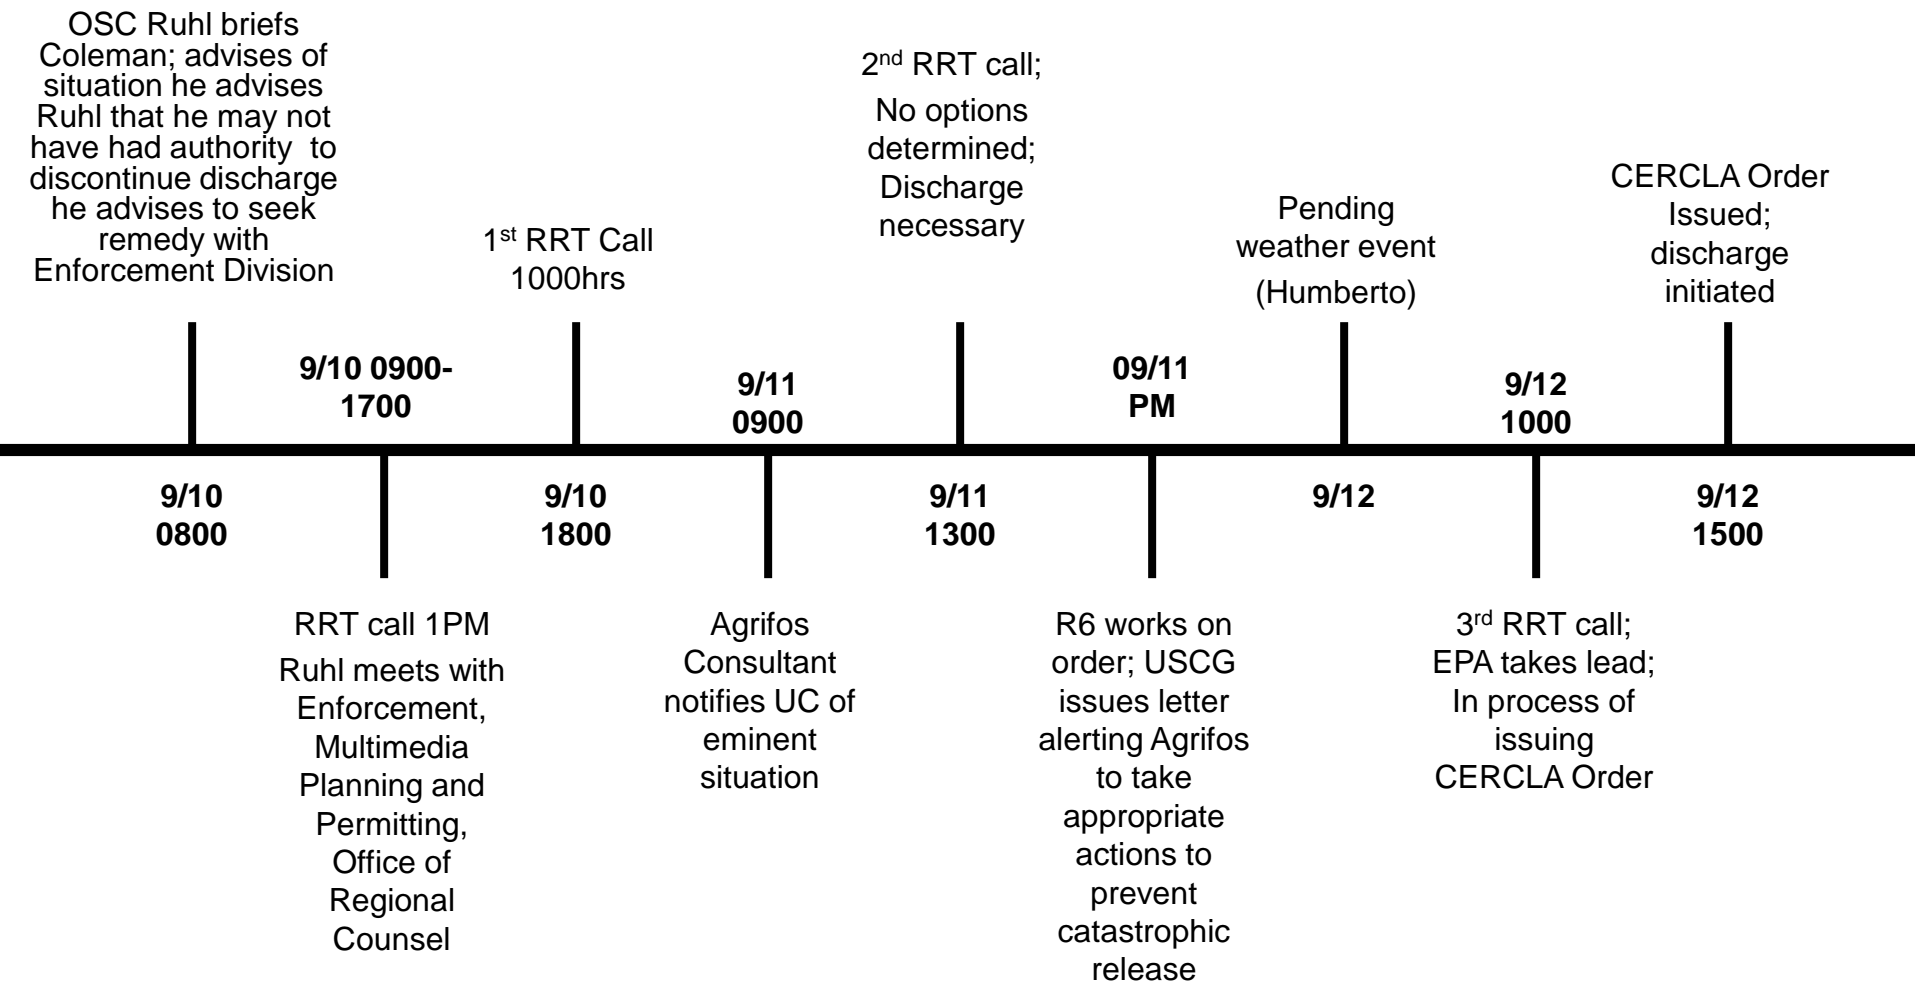 OSC Ruhl briefs
Coleman; advises of
situation he advises
Ruhl that he may not
have had authority  to
discontinue discharge
he advises to seek
remedy with
Enforcement Division
9/10
0800
9/10 0900-
1700
RRT call 1PM
Ruhl meets with
Enforcement,
Multimedia
Planning and
Permitting,
Office of
Regional
Counsel
1st RRT Call
1000hrs
9/10
1800
9/11
0900
Agrifos
Consultant
notifies UC of
eminent
situation
2nd RRT call;
No options
determined;
Discharge
necessary
9/11
1300
09/11
PM
R6 works on
order; USCG
issues letter
alerting Agrifos
to take
appropriate
actions to
prevent
catastrophic
release
Pending
weather event
(Humberto)
9/12
9/12
1000
3rd RRT call;
EPA takes lead;
In process of
issuing
CERCLA Order
CERCLA Order
Issued;
discharge
initiated
9/12
1500